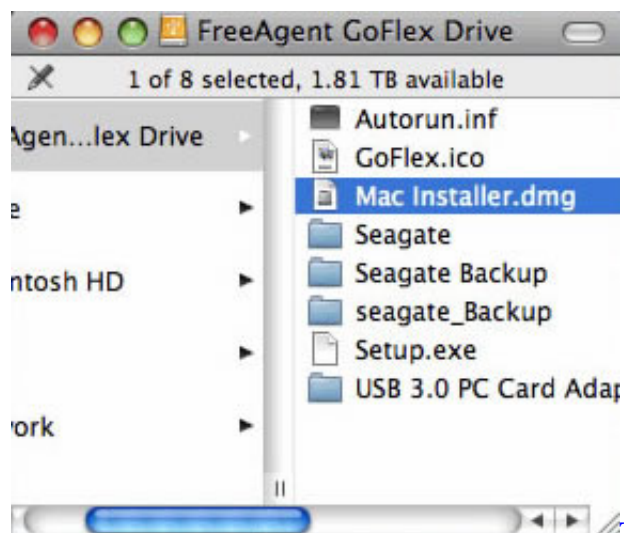 FreeAgent GoFlex Drive
1 of 8 selected, 1.81 TB available
Agen...lex Drive
e
ntosh HD
ork
Autorun.inf
GoFlex.ico
Mac Installer.dmg
Seagate
Seagate Backup
seagate_Backup
Setup.exe
USB 3.0 PC Card Adap